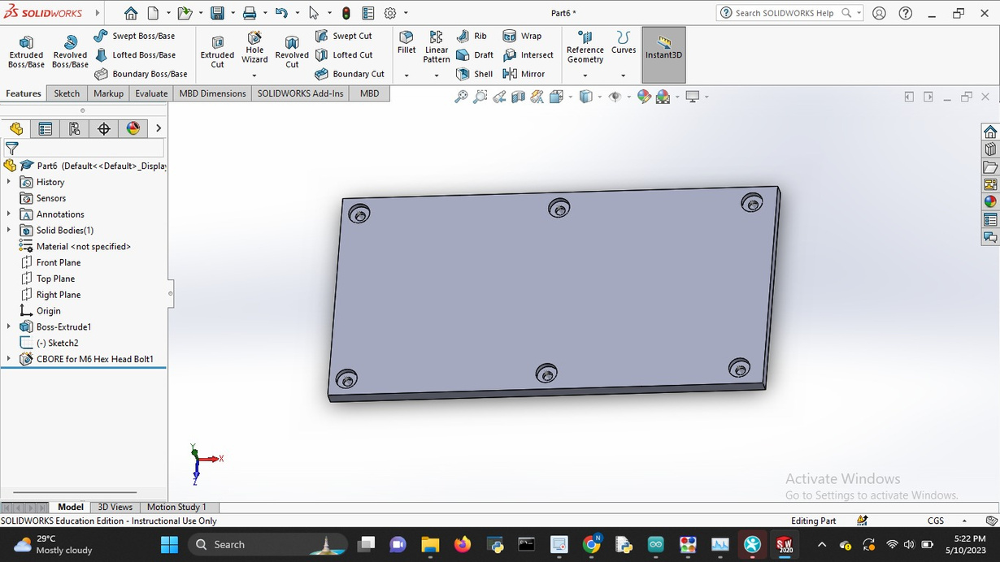 SOLIDWORKS
Part6 *
Search SOLIDWORKS Help
Extruded Boss/Base
Revolved Boss/Base
Swept Boss/Base
Lofted Boss/Base
Boundary Boss/Base
Extruded Cut
Hole Wizard
Revolved Cut
Swept Cut
Lofted Cut
Boundary Cut
Fillet
Linear Pattern
Rib
Draft
Shell
Wrap
Intersect
Mirror
Reference Geometry
Curves
Instant3D
Features
Sketch
Markup
Evaluate
MBD Dimensions
SOLIDWORKS Add-Ins
MBD
Part6 (Default<<Default>_Display
History
Sensors
Annotations
Solid Bodies(1)
Material <not specified>
Front Plane
Top Plane
Right Plane
Origin
Boss-Extrude1
(-) Sketch2
CBORE for M6 Hex Head Bolt1
Y
X
Z
Activate Windows
Go to Settings to activate Windows.
Model
3D Views
Motion Study 1
SOLIDWORKS Education Edition - Instructional Use Only
Editing Part
CGS
29°C
Mostly cloudy
Search
N
SW
2020
5:22 PM
5/10/2023